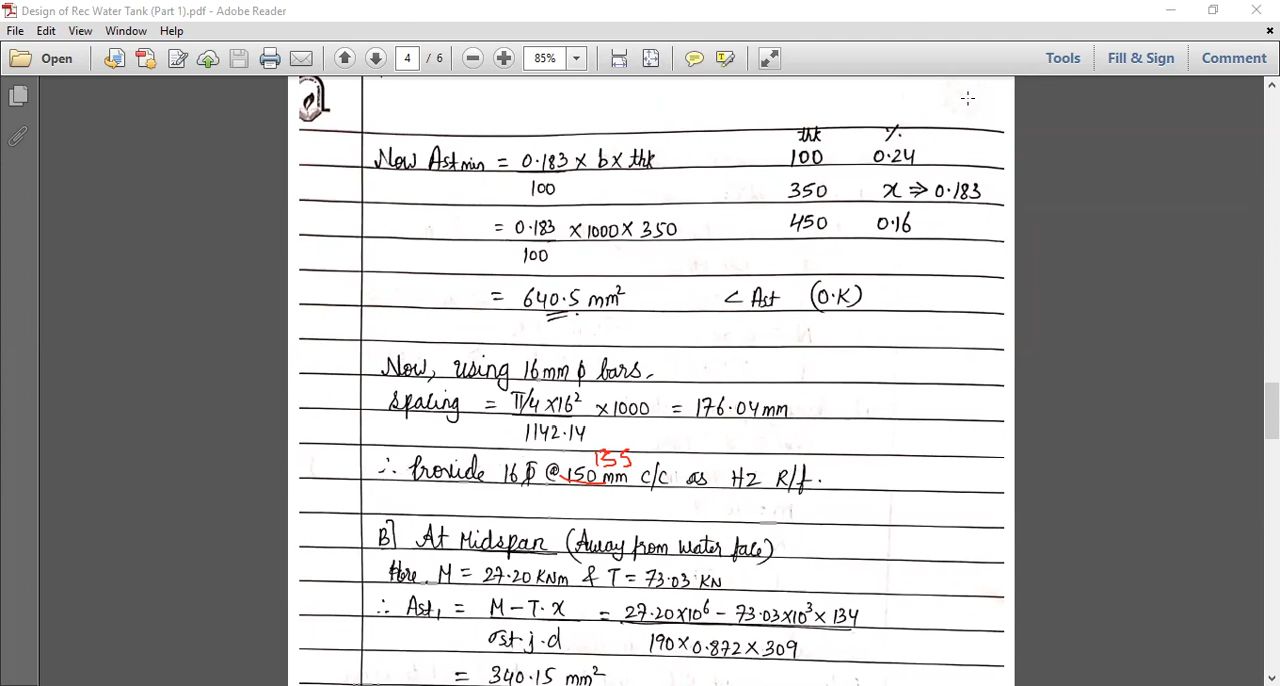 Design of Rec Water Tank (Part 1).pdf - Adobe Reader
File Edit View Window Help
Open 4 / 6 85% Tools Fill & Sign Comment
thk %
Now Ast min = 0.183 × b × thk 100 0.24
100
350 x ⇒ 0.183
= 0.183 × 1000 × 350 450 0.16
100
= 640.5 mm² < Ast (O.K)
Now, using 16mm ϕ bars.
Spacing = π/4 × 16² × 1000 = 176.04 mm
1142.14
135
∴ Provide 16 ϕ @ 150 mm c/c as HZ R/f.
B] At Midspan (Away from water face)
Here M = 27.20 KNm & T = 73.03 KN
∴ Ast₁ = M - T·x = 27.20×10⁶ - 73.03×10³ × 134
σst·j·d 190 × 0.872 × 309
= 340.15 mm²